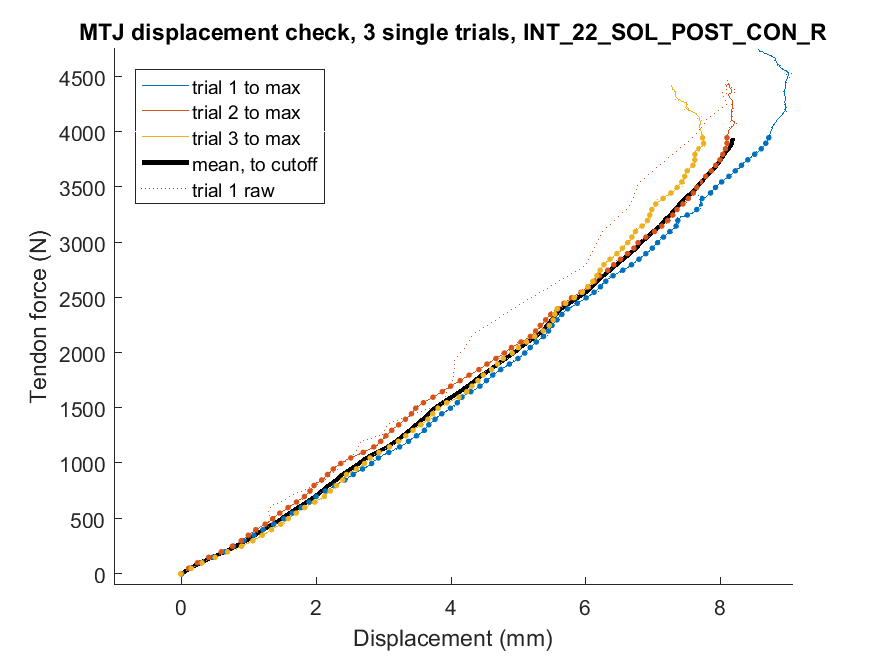 MTJ displacement check, 3 single trials, INT_22_SOL_POST_CON_R
trial 1 to max
trial 2 to max
trial 3 to max
mean, to cutoff
trial 1 raw
Tendon force (N)
4500
4000
3500
3000
2500
2000
1500
1000
500
0
0 2 4 6 8
Displacement (mm)